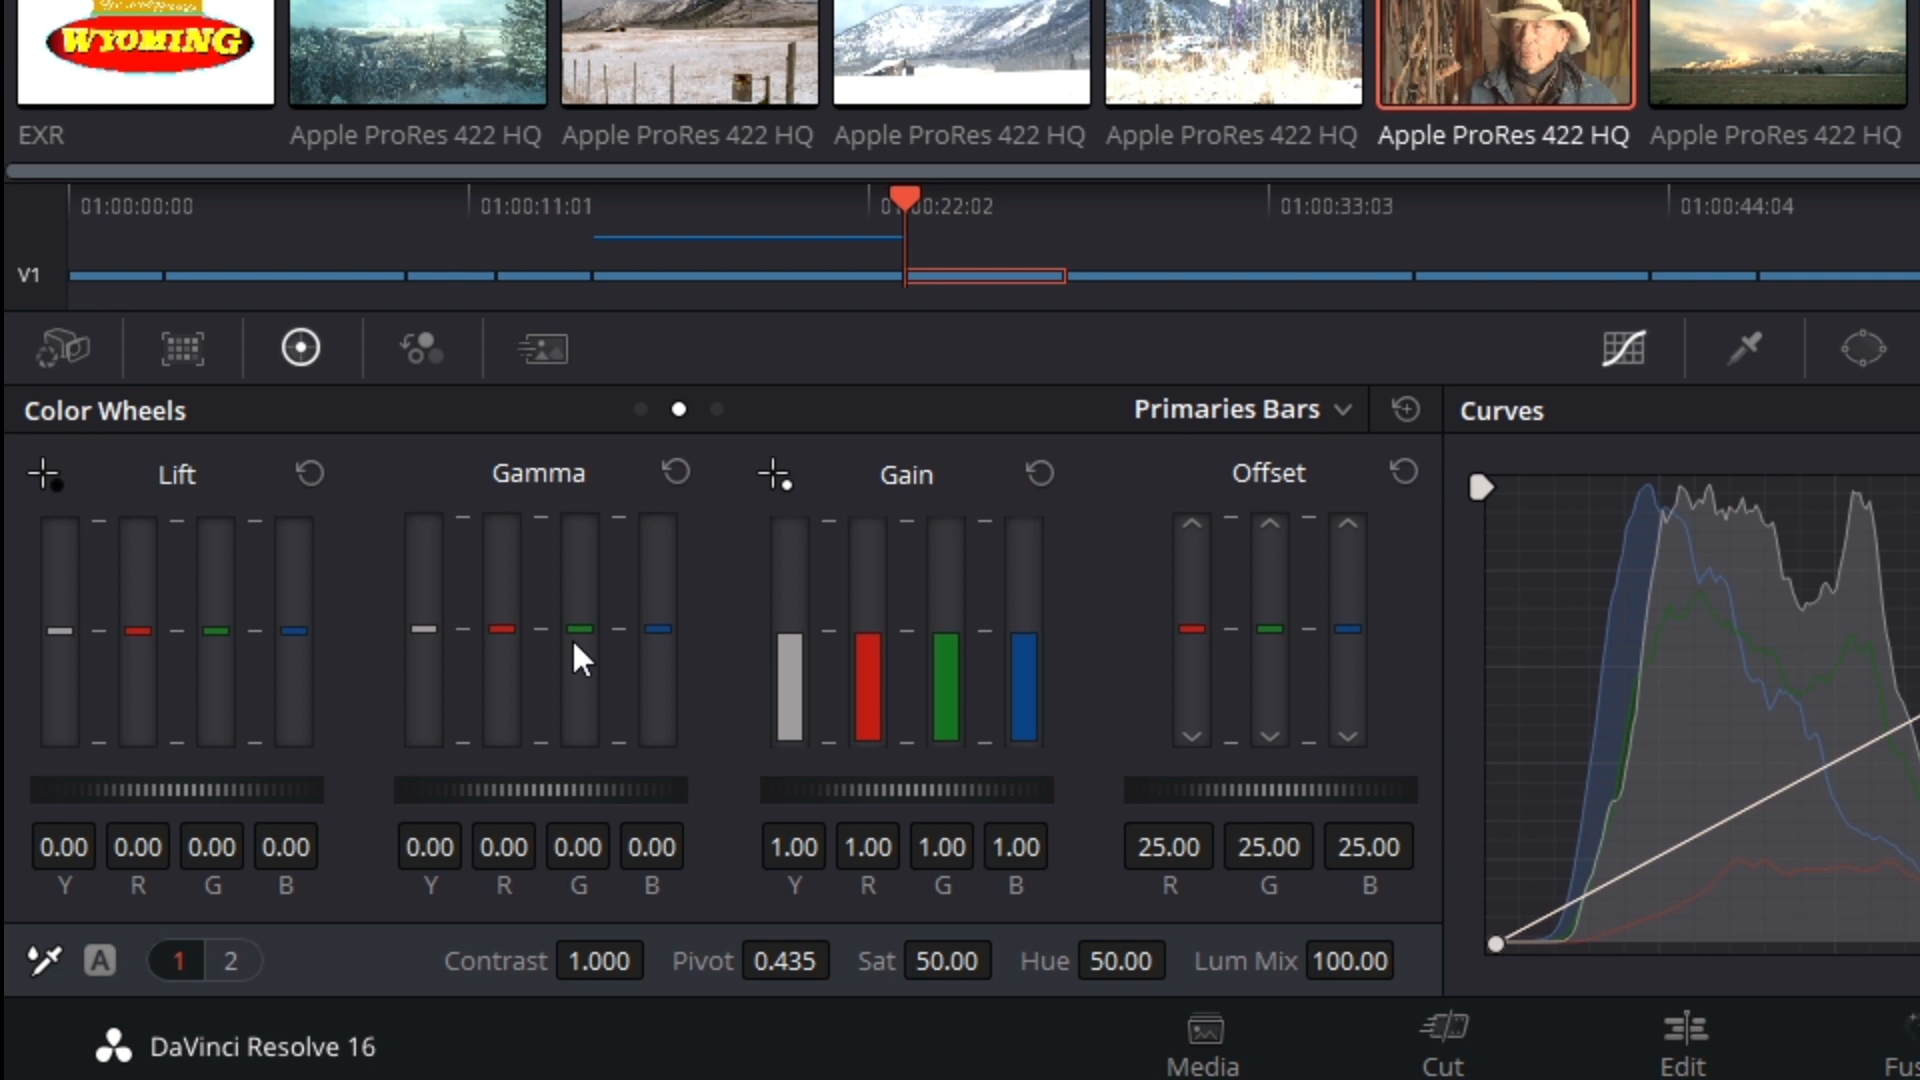 WYOMING
EXR Apple ProRes 422 HQ Apple ProRes 422 HQ Apple ProRes 422 HQ Apple ProRes 422 HQ Apple ProRes 422 HQ Apple ProRes 422 HQ
01:00:00:00 01:00:11:01 01:00:22:02 01:00:33:03 01:00:44:04
V1
Color Wheels Primaries Bars Curves
Lift Gamma Gain Offset
0.00 0.00 0.00 0.00 0.00 0.00 0.00 0.00 1.00 1.00 1.00 1.00 25.00 25.00 25.00
Y R G B Y R G B Y R G B R G B
A 1 2 Contrast 1.000 Pivot 0.435 Sat 50.00 Hue 50.00 Lum Mix 100.00
DaVinci Resolve 16
Media Cut Edit Fus